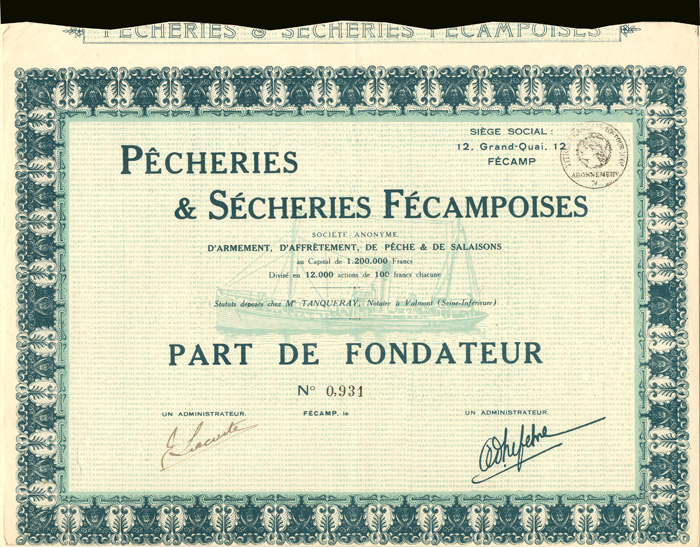 PÊCHERIES & SÉCHERIES FÉCAMPOISES
SIÈGE SOCIAL :
12, Grand-Quai, 12
FÉCAMP
ABONNEMENT
PÊCHERIES
& SÉCHERIES FÉCAMPOISES
SOCIÉTÉ ANONYME
D'ARMEMENT, D'AFFRÈTEMENT, DE PÊCHE & DE SALAISONS
au Capital de 1.200.000 Francs
Divisé en 12.000 actions de 100 francs chacune
Statuts déposés chez Me TANQUERAY, Notaire à Valmont (Seine-Inférieure)
PART DE FONDATEUR
No 0,931
UN ADMINISTRATEUR.
FÉCAMP, le
UN ADMINISTRATEUR.